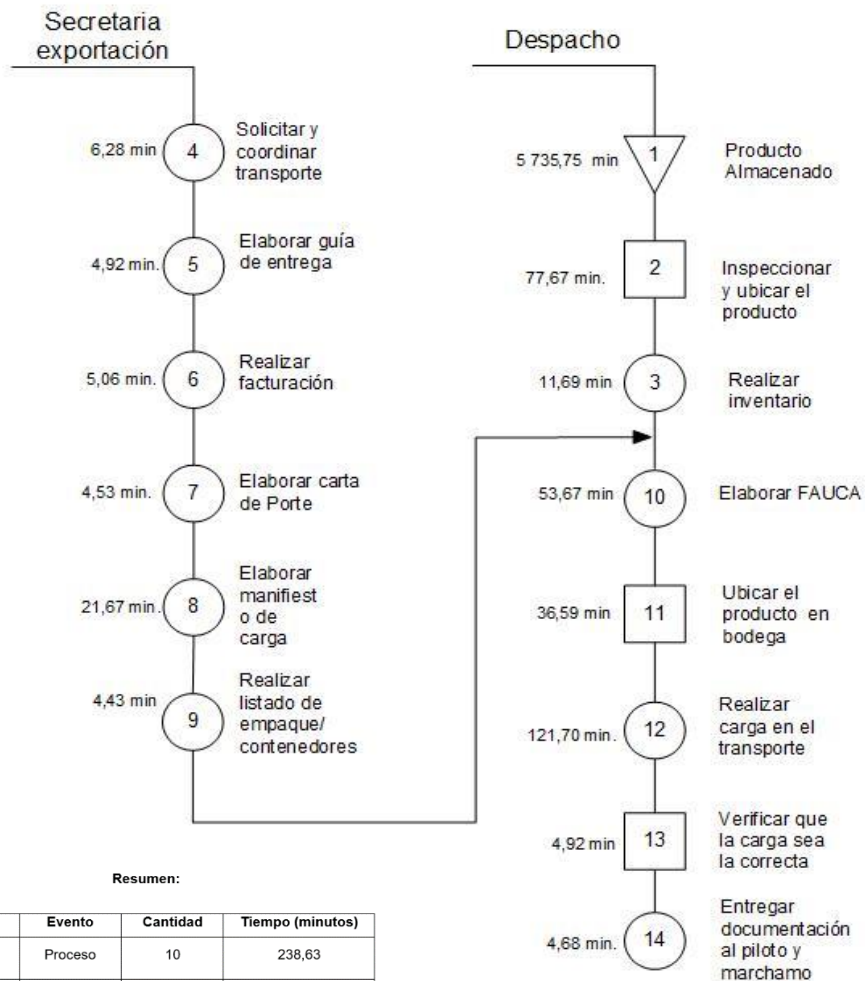 Secretaria
exportación
6,28 min
4
Solicitar y
coordinar
transporte
4,92 min.
5
Elaborar guía
de entrega
5,06 min.
6
Realizar
facturación
4,53 min.
7
Elaborar carta
de Porte
21,67 min.
8
Elaborar
manifiest
o de
carga
4,43 min
9
Realizar
listado de
empaque/
contenedores
Despacho
5 735,75 min
1
Producto
Almacenado
77,67 min.
2
Inspeccionar
y ubicar el
producto
11,69 min
3
Realizar
inventario
53,67 min
10
Elaborar FAUCA
36,59 min
11
Ubicar el
producto en
bodega
121,70 min.
12
Realizar
carga en el
transporte
4,92 min
13
Verificar que
la carga sea
la correcta
4,68 min.
14
Entregar
documentación
al piloto y
marchamo
Resumen:
Evento Cantidad Tiempo (minutos)
Proceso 10 238,63